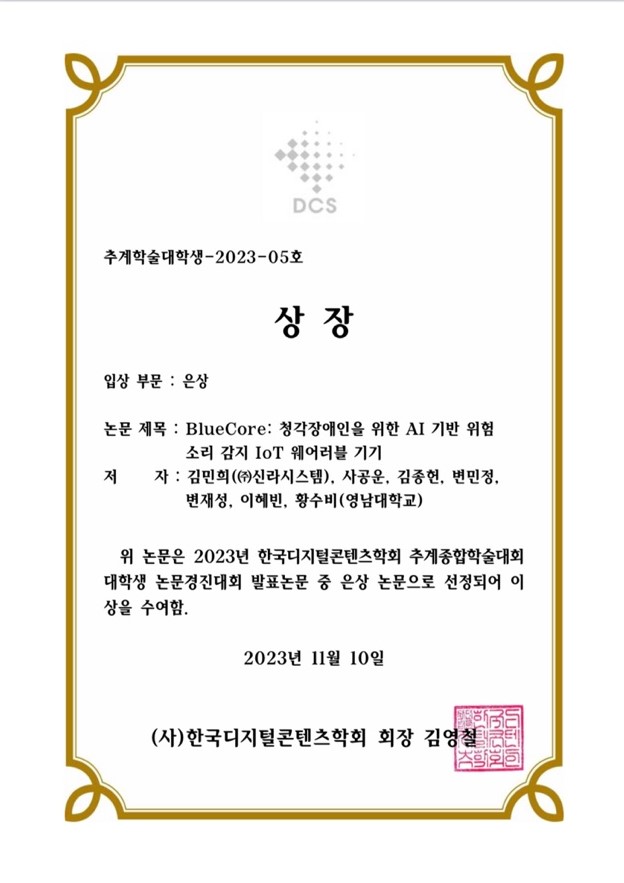 DCS
추계학술대학생-2023-05호
상 장
입상 부문 : 은상
논문 제목 : BlueCore: 청각장애인을 위한 AI 기반 위험
소리 감지 IoT 웨어러블 기기
저 자 : 김민희(㈜신라시스템), 사공운, 김종헌, 변민정,
변재성, 이혜빈, 황수비(영남대학교)
위 논문은 2023년 한국디지털콘텐츠학회 추계종합학술대회
대학생 논문경진대회 발표논문 중 은상 논문으로 선정되어 이
상을 수여함.
2023년 11월 10일
(사)한국디지털콘텐츠학회 회장 김영철